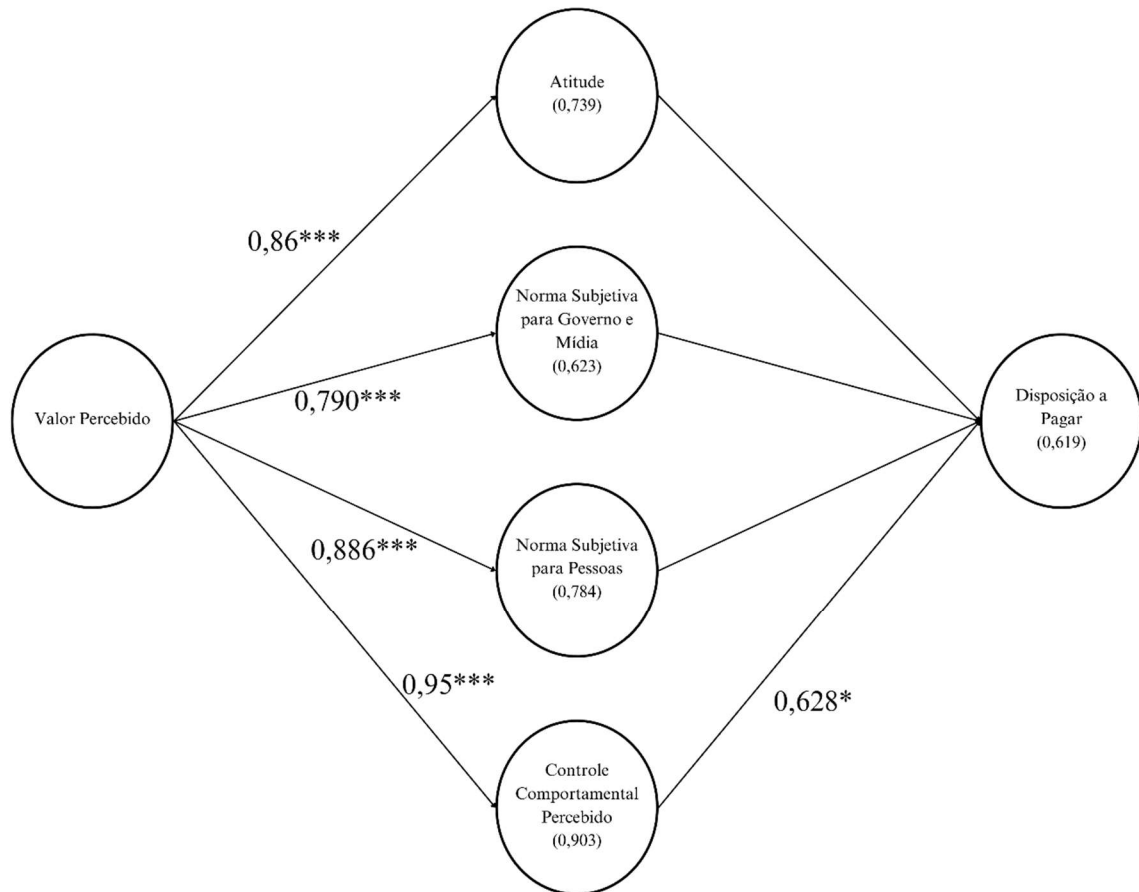 Atitude
(0,739)
0,86***
Norma Subjetiva
para Governo e
Mídia
(0,623)
0,790***
Valor Percebido
Disposição a
Pagar
(0,619)
0,886***
Norma Subjetiva
para Pessoas
(0,784)
0,95***
0,628*
Controle
Comportamental
Percebido
(0,903)